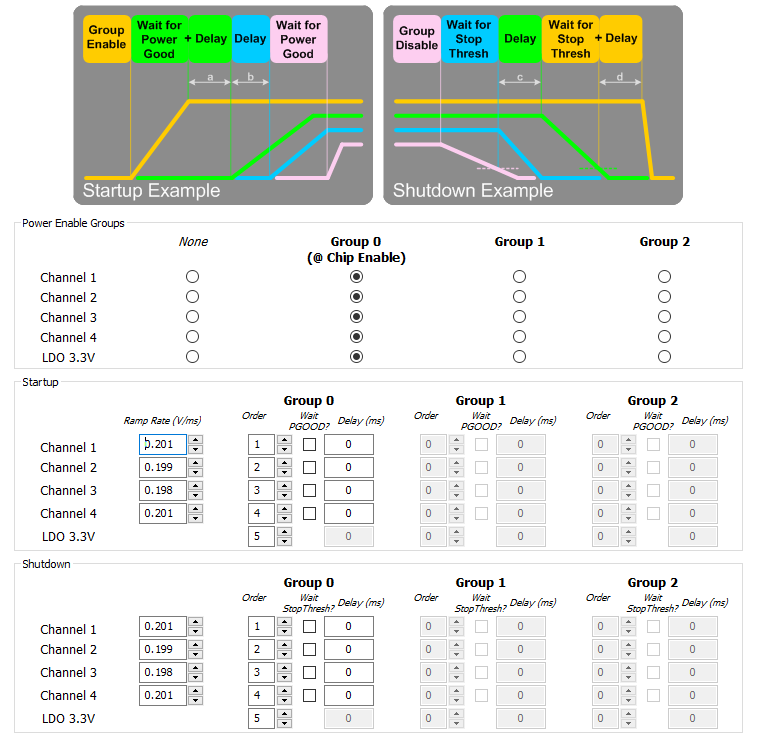 Group Enable
Wait for Power Good
+ Delay
Delay
Wait for Power Good
a
b
Startup Example
Group Disable
Wait for Stop Thresh
Delay
Wait for Stop Thresh
+ Delay
c
d
Shutdown Example
Power Enable Groups
None Group 0 Group 1 Group 2
(@ Chip Enable)
Channel 1
Channel 2
Channel 3
Channel 4
LDO 3.3V
Startup
Group 0 Group 1 Group 2
Ramp Rate (V/ms) Order Wait PGOOD? Delay (ms) Order Wait PGOOD? Delay (ms) Order Wait PGOOD? Delay (ms)
Channel 1 0.201 1 0 0 0 0 0
Channel 2 0.199 2 0 0 0 0 0
Channel 3 0.198 3 0 0 0 0 0
Channel 4 0.201 4 0 0 0 0 0
LDO 3.3V 5 0 0 0 0 0
Shutdown
Group 0 Group 1 Group 2
Order Wait StopThresh? Delay (ms) Order Wait StopThresh? Delay (ms) Order Wait StopThresh? Delay (ms)
Channel 1 0.201 1 0 0 0 0 0
Channel 2 0.199 2 0 0 0 0 0
Channel 3 0.198 3 0 0 0 0 0
Channel 4 0.201 4 0 0 0 0 0
LDO 3.3V 5 0 0 0 0 0